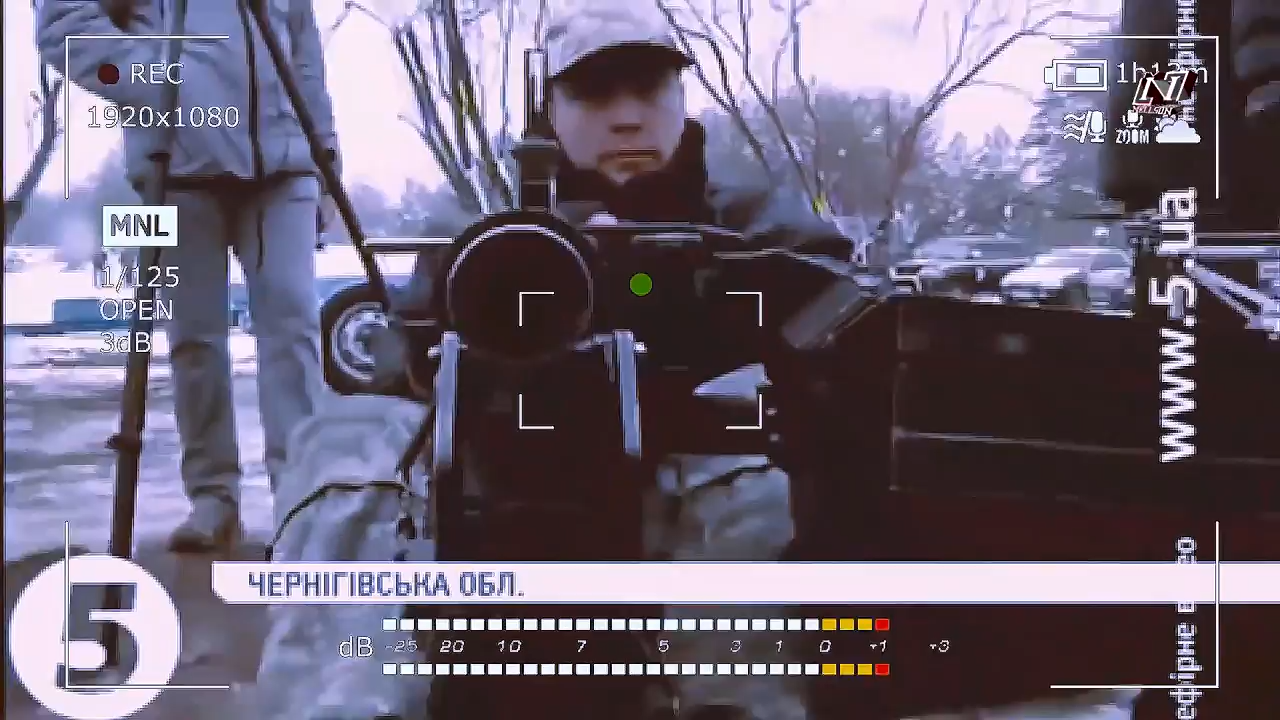 REC
1920x1080
1h12m
ZOOM
MNL
1/125
OPEN
3dB
www.5.ua
5
ЧЕРНІГІВСЬКА ОБЛ.
dB -25 20 10 7 5 3 1 0 +1 +3